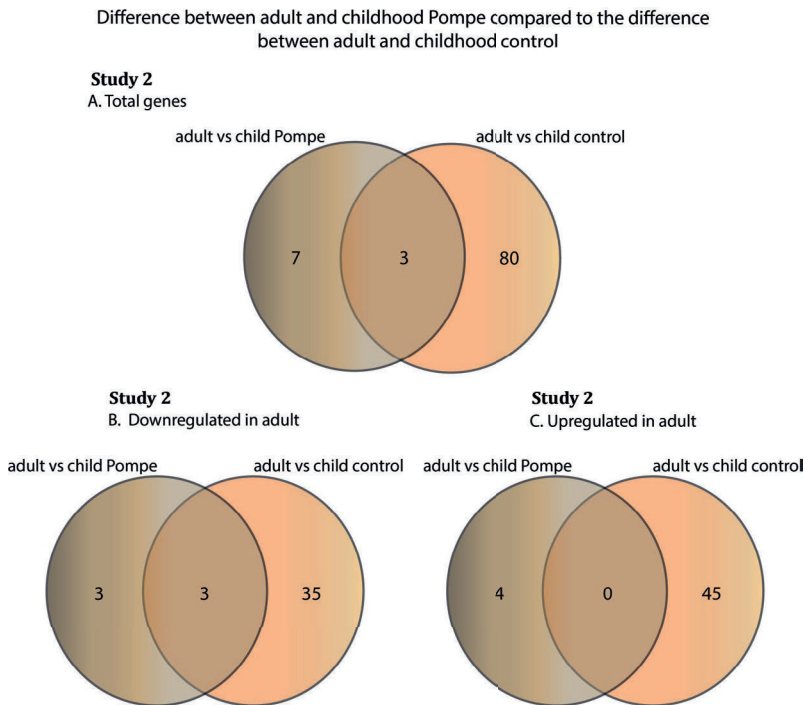 Difference between adult and childhood Pompe compared to the difference
between adult and childhood control
Study 2
A. Total genes
adult vs child Pompe
adult vs child control
7
3
80
Study 2
B. Downregulated in adult
adult vs child Pompe
adult vs child control
3
3
35
Study 2
C. Upregulated in adult
adult vs child Pompe
adult vs child control
4
0
45